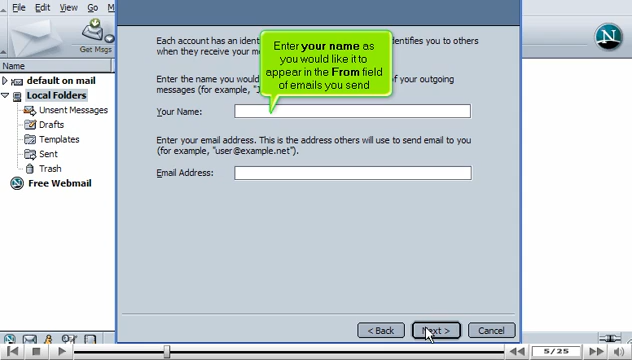 File Edit View Go M
Get Msgs
Name
default on mail
Local Folders
Unsent Messages
Drafts
Templates
Sent
Trash
Free Webmail
Each account has an identi dentifies you to others
when they receive your me
Enter the name you would of your outgoing
messages (for example, "J
Enter your name as
you would like it to
appear in the From field
of emails you send
Your Name:
Enter your email address. This is the address others will use to send email to you
(for example, "user@example.net").
Email Address:
< Back Next > Cancel
5/25